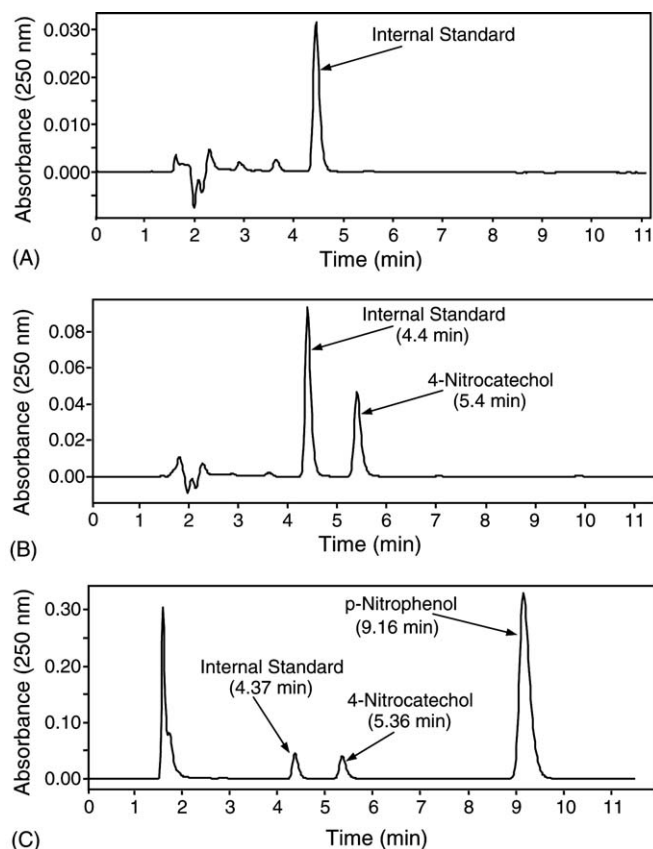 Absorbance (250 nm)
0.030
0.020
0.010
0.000
Internal Standard
0 1 2 3 4 5 6 7 8 9 10 11
Time (min)
(A)
Absorbance (250 nm)
0.08
0.06
0.04
0.02
0.00
Internal Standard
(4.4 min)
4-Nitrocatechol
(5.4 min)
0 1 2 3 4 5 6 7 8 9 10 11
Time (min)
(B)
Absorbance (250 nm)
0.30
0.20
0.10
0.00
p-Nitrophenol
(9.16 min)
Internal Standard
(4.37 min)
4-Nitrocatechol
(5.36 min)
0 1 2 3 4 5 6 7 8 9 10 11
Time (min)
(C)